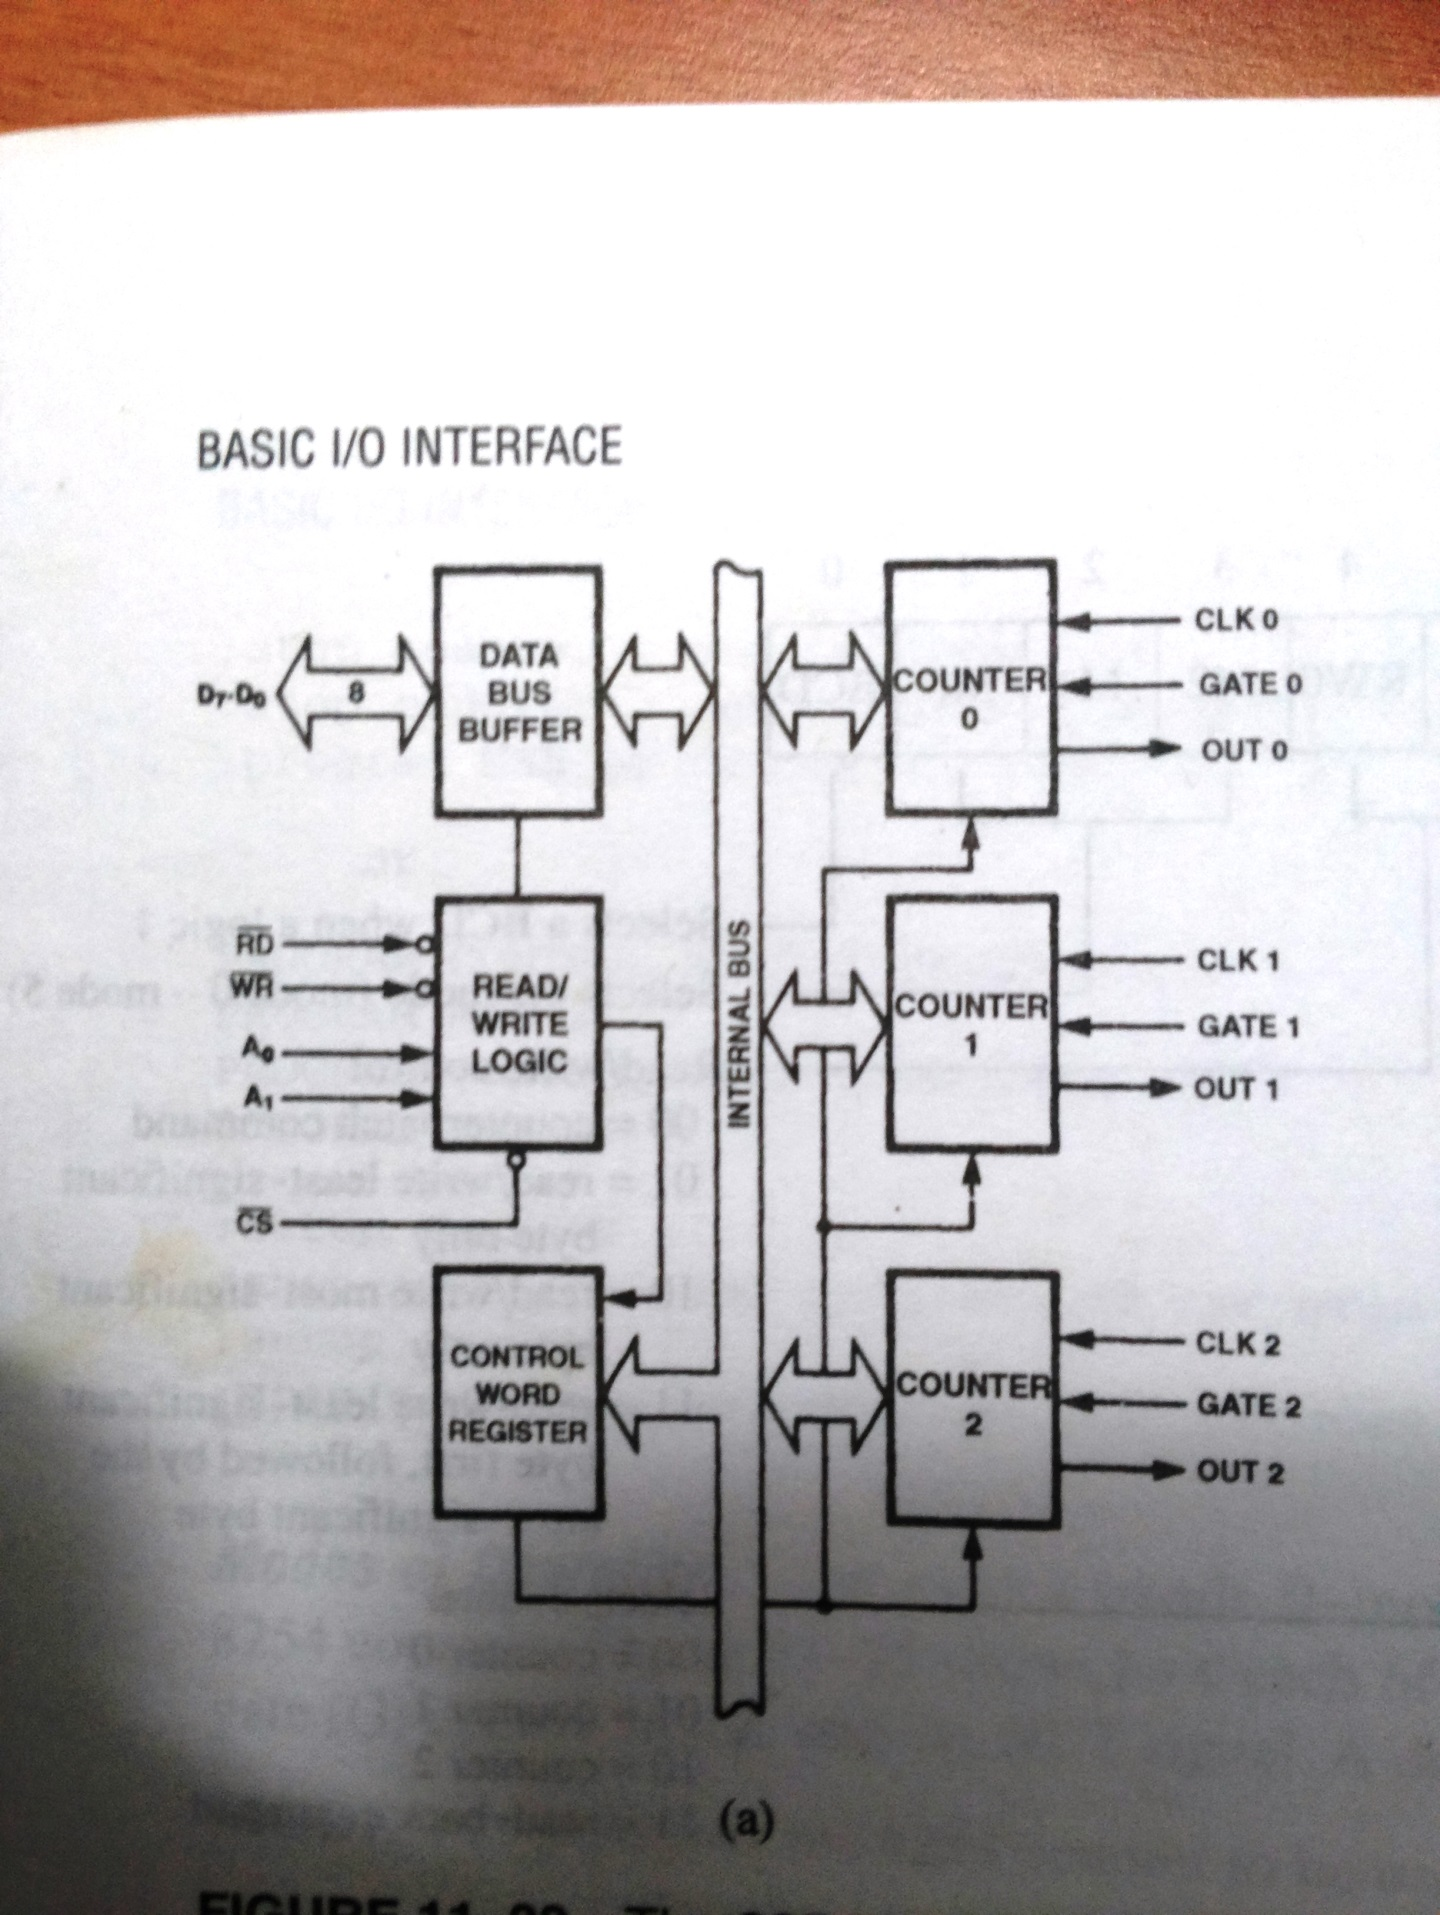 BASIC I/O INTERFACE
DATA
BUS
BUFFER
D7-D0
8
COUNTER
0
CLK 0
GATE 0
OUT 0
RD
WR
A0
A1
READ/
WRITE
LOGIC
CS
INTERNAL BUS
COUNTER
1
CLK 1
GATE 1
OUT 1
CONTROL
WORD
REGISTER
COUNTER
2
CLK 2
GATE 2
OUT 2
(a)
FIGURE 11